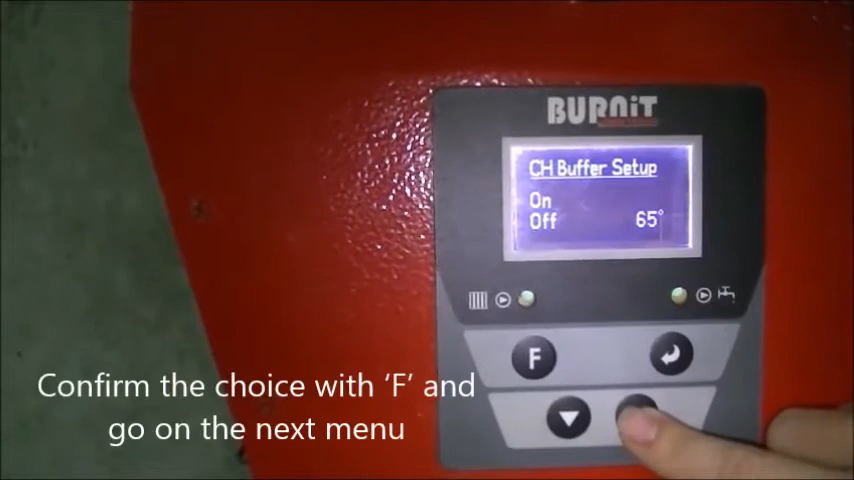 BURNiT
CH Buffer Setup
On
Off 65°
F
Confirm the choice with ‘F’ and
go on the next menu